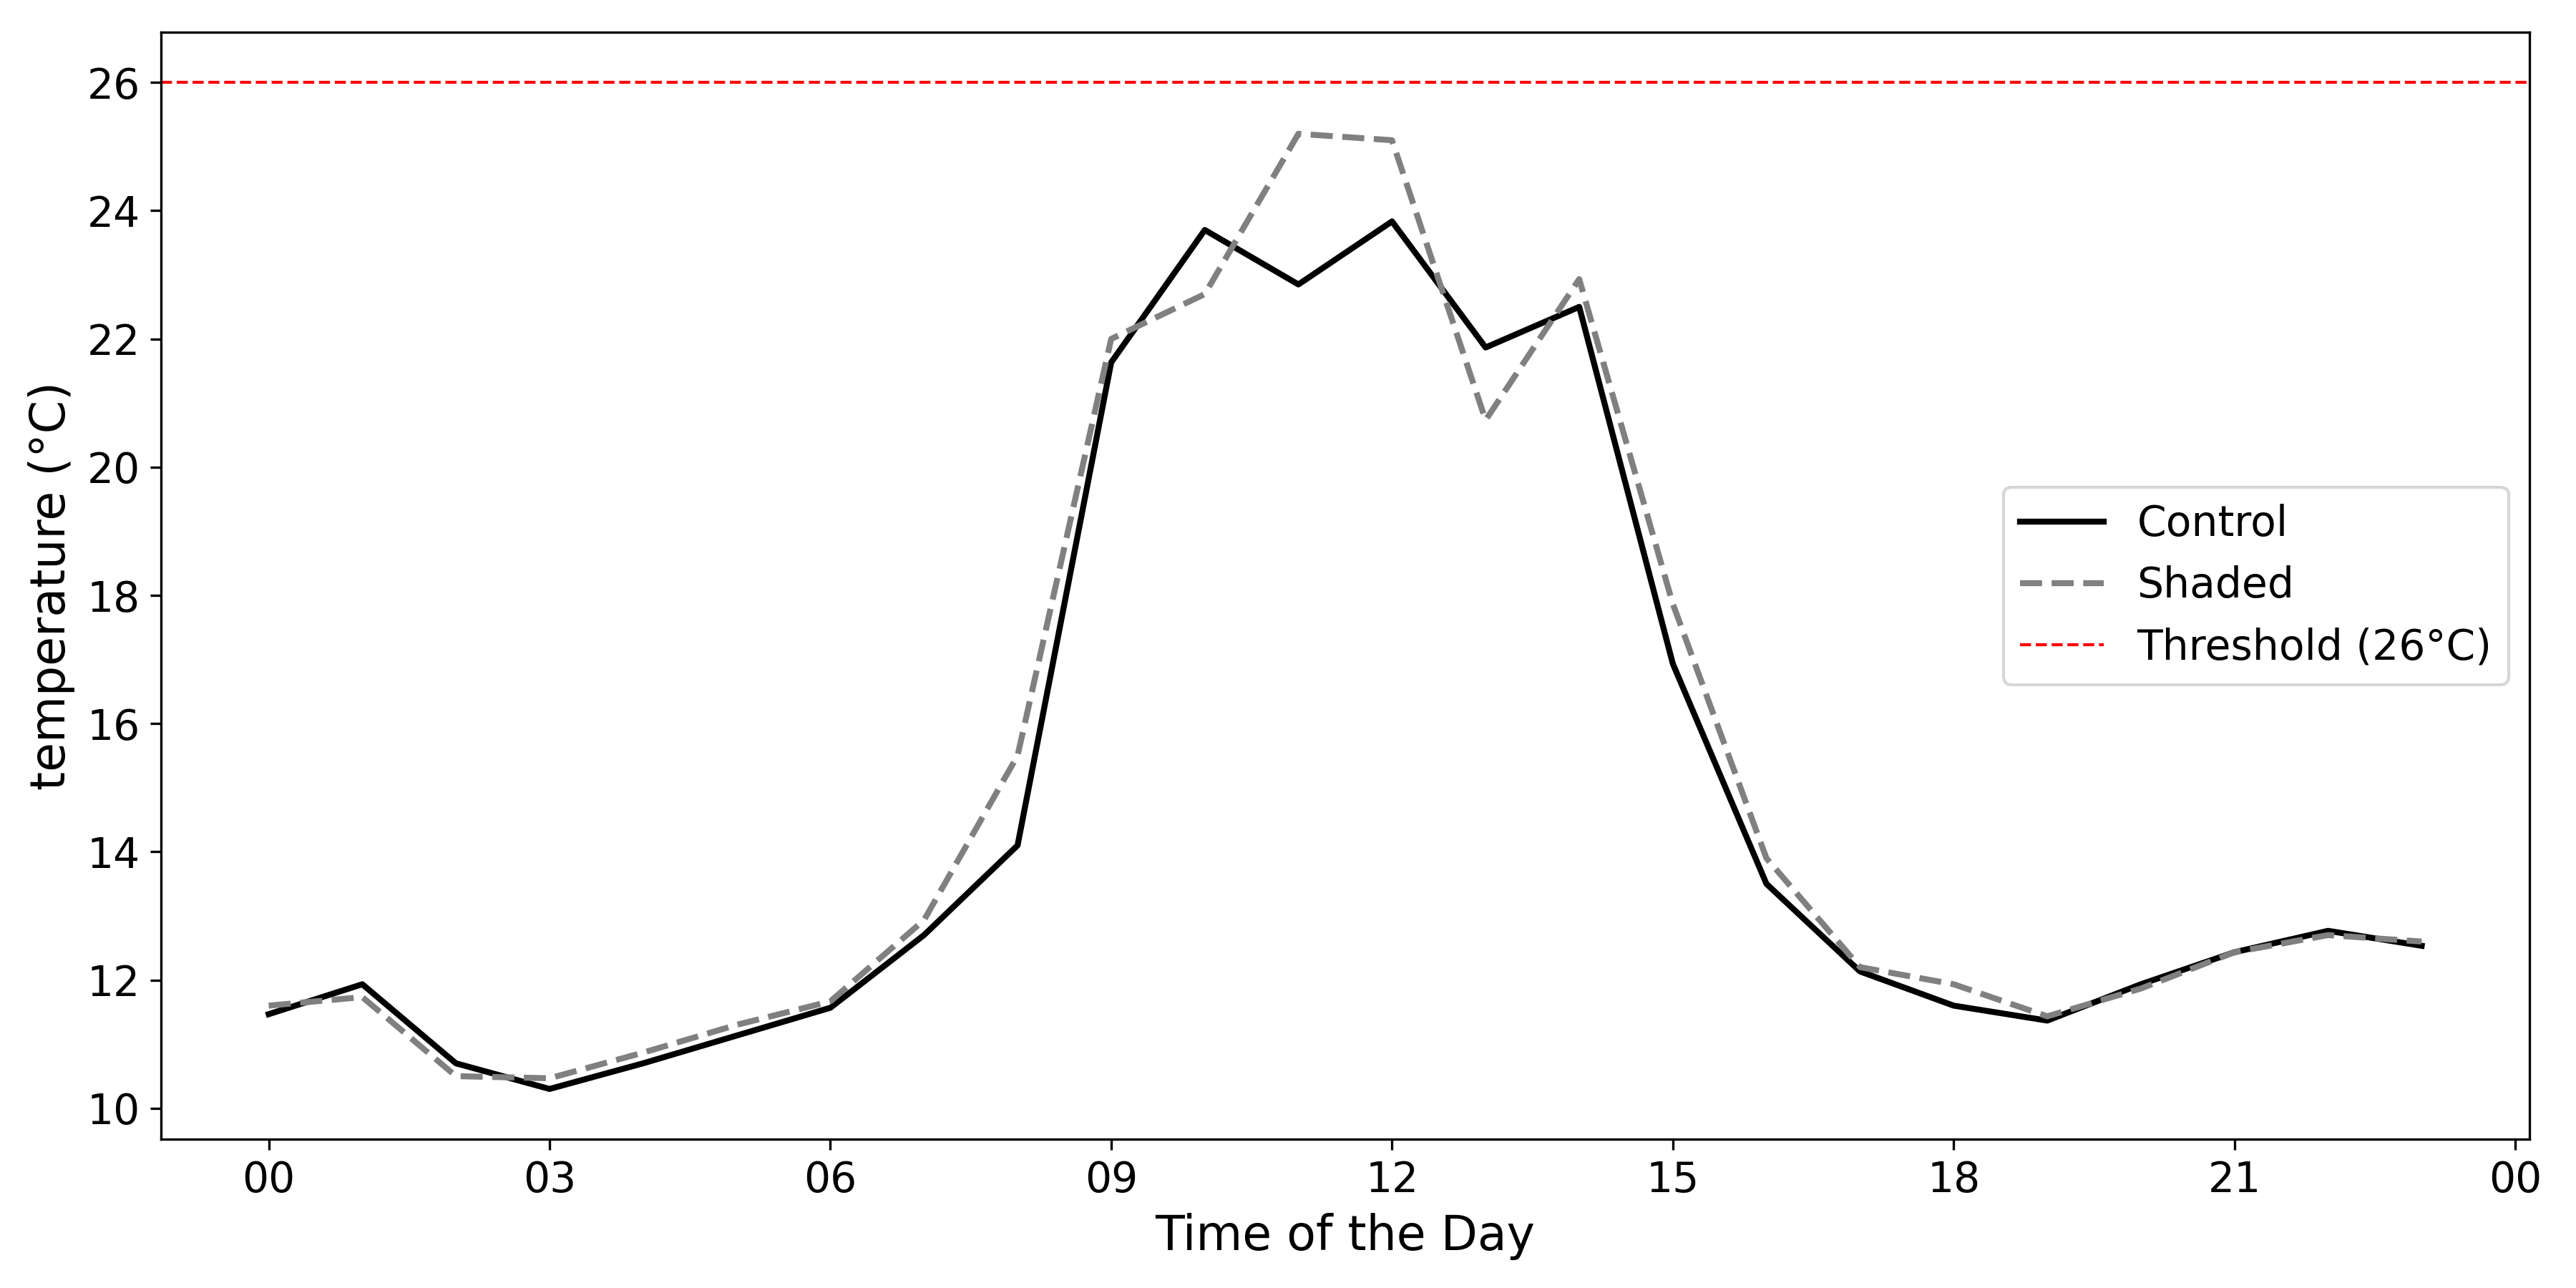 26
24
22
20
18
16
14
12
10
temperature (°C)
Control
Shaded
Threshold (26°C)
00 03 06 09 12 15 18 21 00
Time of the Day